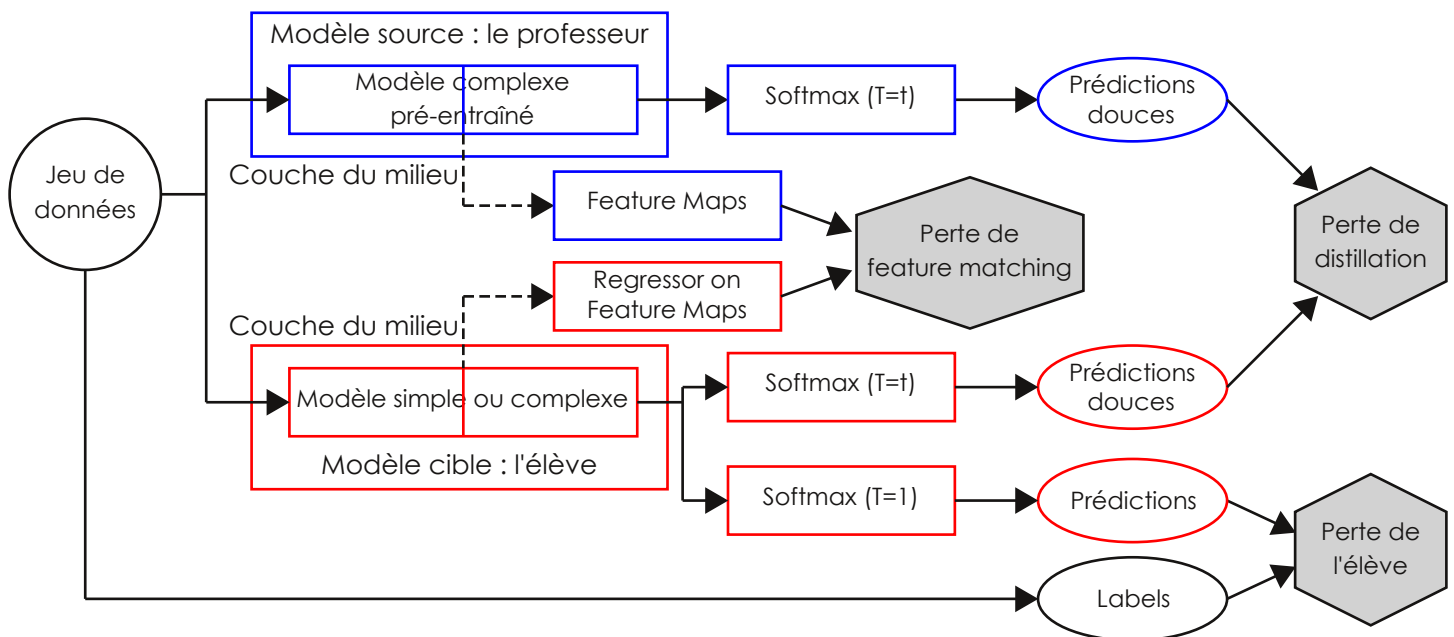 Modèle source : le professeur
Modèle complexe
pré-entraîné
Softmax (T=t)
Prédictions
douces
Jeu de
données
Couche du milieu
Feature Maps
Perte de
feature matching
Perte de
distillation
Regressor on
Feature Maps
Couche du milieu
Modèle simple ou complexe
Modèle cible : l'élève
Softmax (T=t)
Prédictions
douces
Softmax (T=1)
Prédictions
Perte de
l'élève
Labels